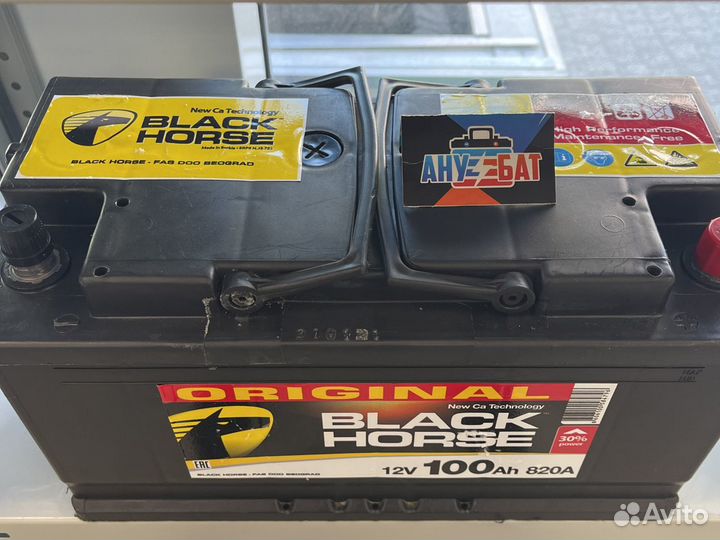 New Ca Technology
BLACK
HORSE
BLACK HORSE - FAS DOO BEOGRAD
High Performance
Maintenance Free
АНУ БАТ
ORIGINAL
New Ca Technology
BLACK
HORSE
30%
power
EAC
BLACK HORSE - FAS DOO BEOGRAD
12V 100Ah 820A
Avito